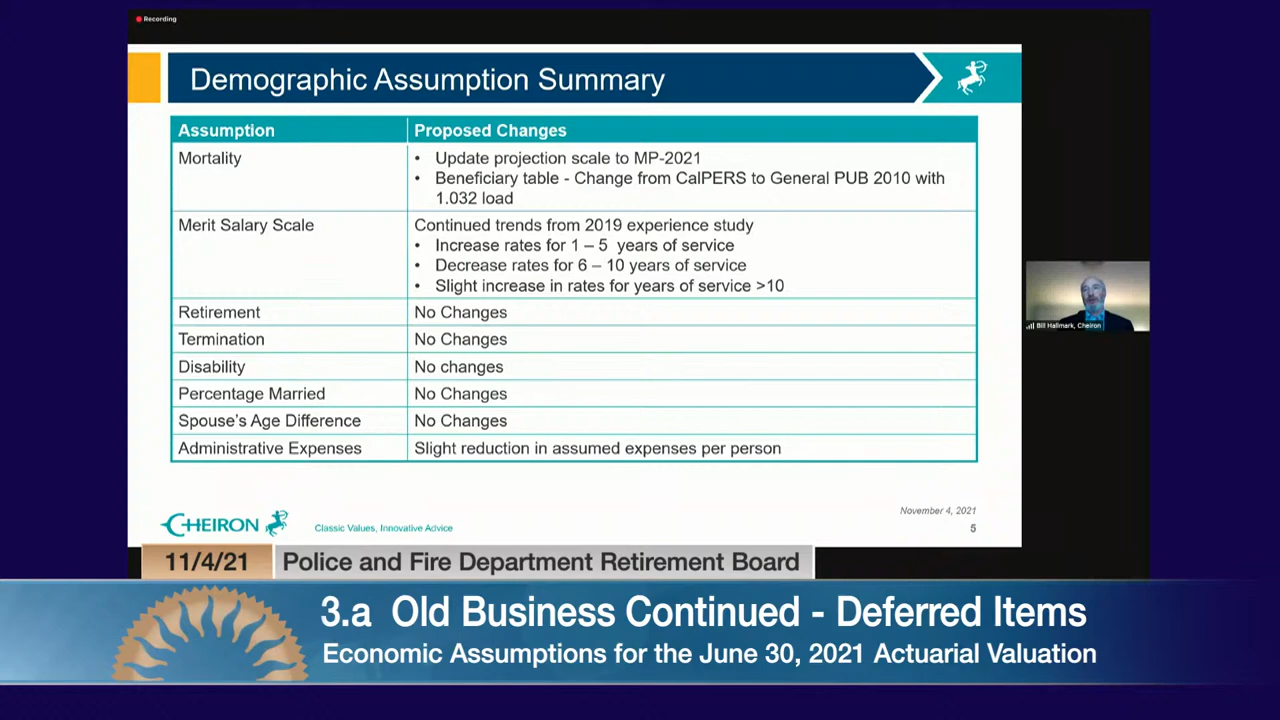 Recording
Demographic Assumption Summary
Assumption Proposed Changes
Mortality • Update projection scale to MP-2021
• Beneficiary table - Change from CalPERS to General PUB 2010 with
1.032 load
Merit Salary Scale Continued trends from 2019 experience study
• Increase rates for 1 – 5 years of service
• Decrease rates for 6 – 10 years of service
• Slight increase in rates for years of service >10
Retirement No Changes
Termination No Changes
Disability No changes
Percentage Married No Changes
Spouse's Age Difference No Changes
Administrative Expenses Slight reduction in assumed expenses per person
Bill Hallmark, Cheiron
November 4, 2021
CHEIRON Classic Values, Innovative Advice 5
11/4/21 Police and Fire Department Retirement Board
3.a Old Business Continued - Deferred Items
Economic Assumptions for the June 30, 2021 Actuarial Valuation